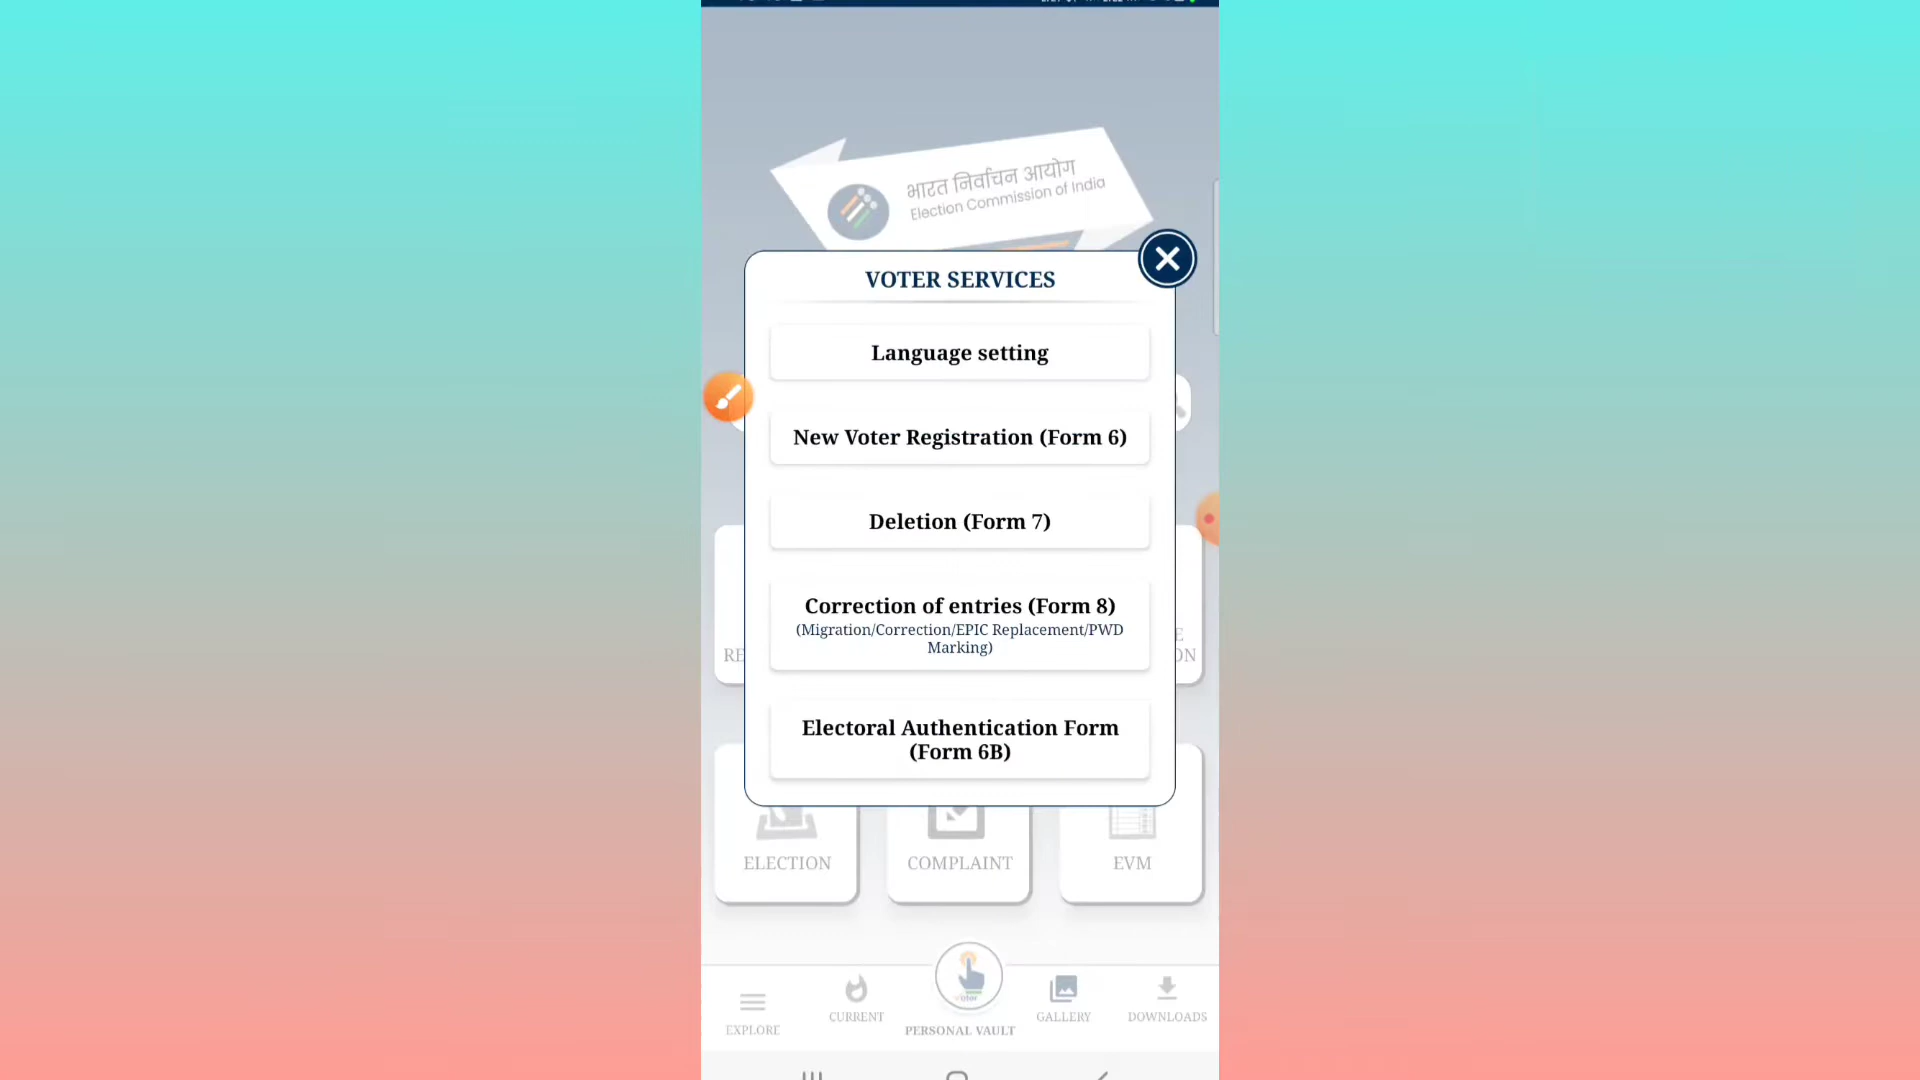 भारत निर्वाचन आयोग
Election Commission of India
VOTER SERVICES
Language setting
New Voter Registration (Form 6)
Deletion (Form 7)
Correction of entries (Form 8)
(Migration/Correction/EPIC Replacement/PWD
Marking)
Electoral Authentication Form
(Form 6B)
ELECTION
COMPLAINT
EVM
EXPLORE
CURRENT
PERSONAL VAULT
GALLERY
DOWNLOADS